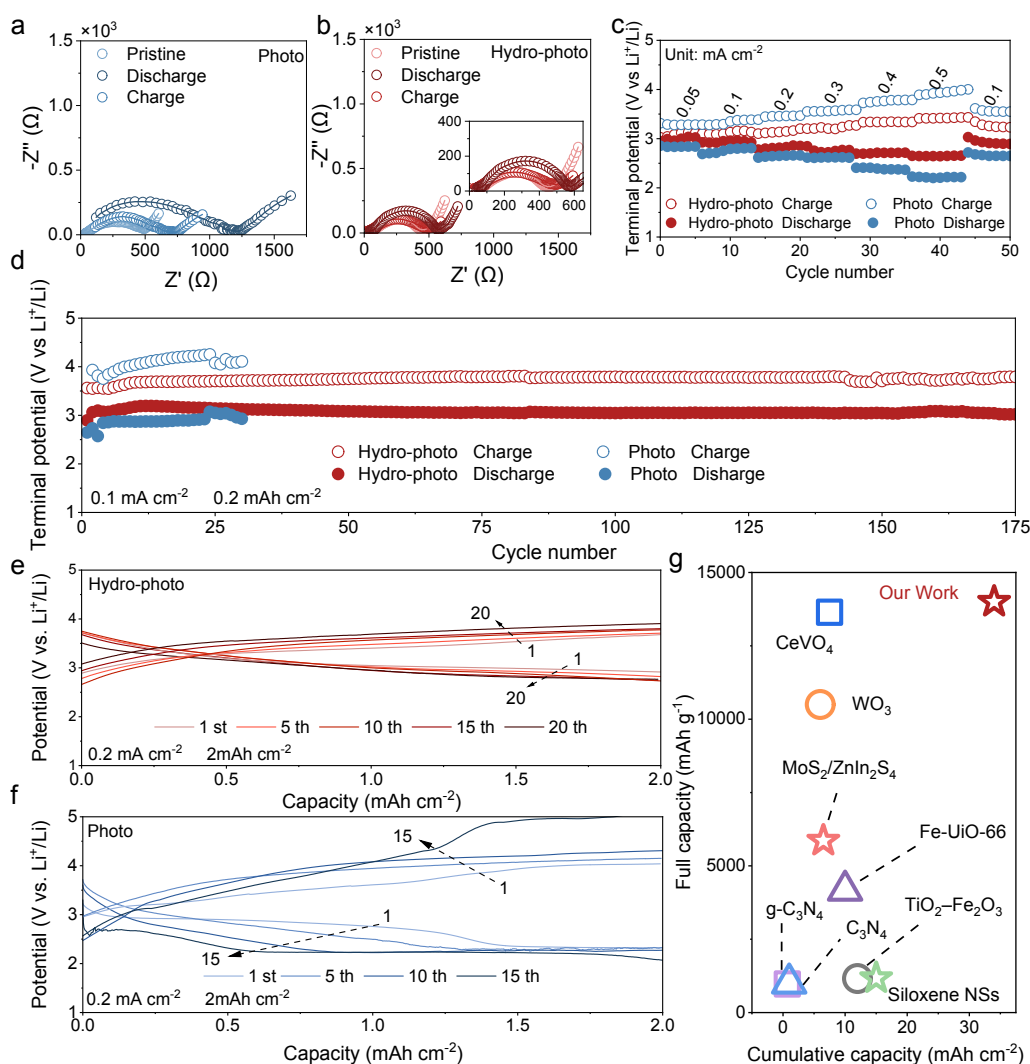 a
×10³
1.5
1.0
0.5
0.0
-Z'' (Ω)
0
500
1000
1500
Z' (Ω)
Pristine
Photo
Discharge
Charge
b
×10³
1.5
1.0
0.5
0.0
-Z'' (Ω)
0
500
1000
1500
Z' (Ω)
Pristine
Hydro-photo
Discharge
Charge
400
200
0
0
200
400
600
c
Terminal potential (V vs Li⁺/Li)
5
4
3
2
1
Unit: mA cm⁻²
0.05
0.1
0.2
0.3
0.4
0.5
0.1
Hydro-photo Charge
Photo Charge
Hydro-photo Discharge
Photo Disharge
0
10
20
30
40
50
Cycle number
d
Terminal potential (V vs Li⁺/Li)
5
4
3
2
1
Hydro-photo Charge
Photo Charge
Hydro-photo Discharge
Photo Disharge
0.1 mA cm⁻² 0.2 mAh cm⁻²
0
25
50
75
100
125
150
175
Cycle number
e
Potential (V vs. Li⁺/Li)
5
4
3
2
1
Hydro-photo
20
1
1
20
1 st
5 th
10 th
15 th
20 th
0.2 mA cm⁻² 2mAh cm⁻²
0.0
0.5
1.0
1.5
2.0
Capacity (mAh cm⁻²)
f
Potential (V vs. Li⁺/Li)
5
4
3
2
1
Photo
15
1
1
15
1 st
5 th
10 th
15 th
0.2 mA cm⁻² 2mAh cm⁻²
0.0
0.5
1.0
1.5
2.0
Capacity (mAh cm⁻²)
g
Full capacity (mAh g⁻¹)
15000
10000
5000
0
Our Work
CeVO₄
WO₃
MoS₂/ZnIn₂S₄
Fe-UiO-66
g-C₃N₄
C₃N₄
TiO₂–Fe₂O₃
Siloxene NSs
0
10
20
30
Cumulative capacity (mAh cm⁻²)